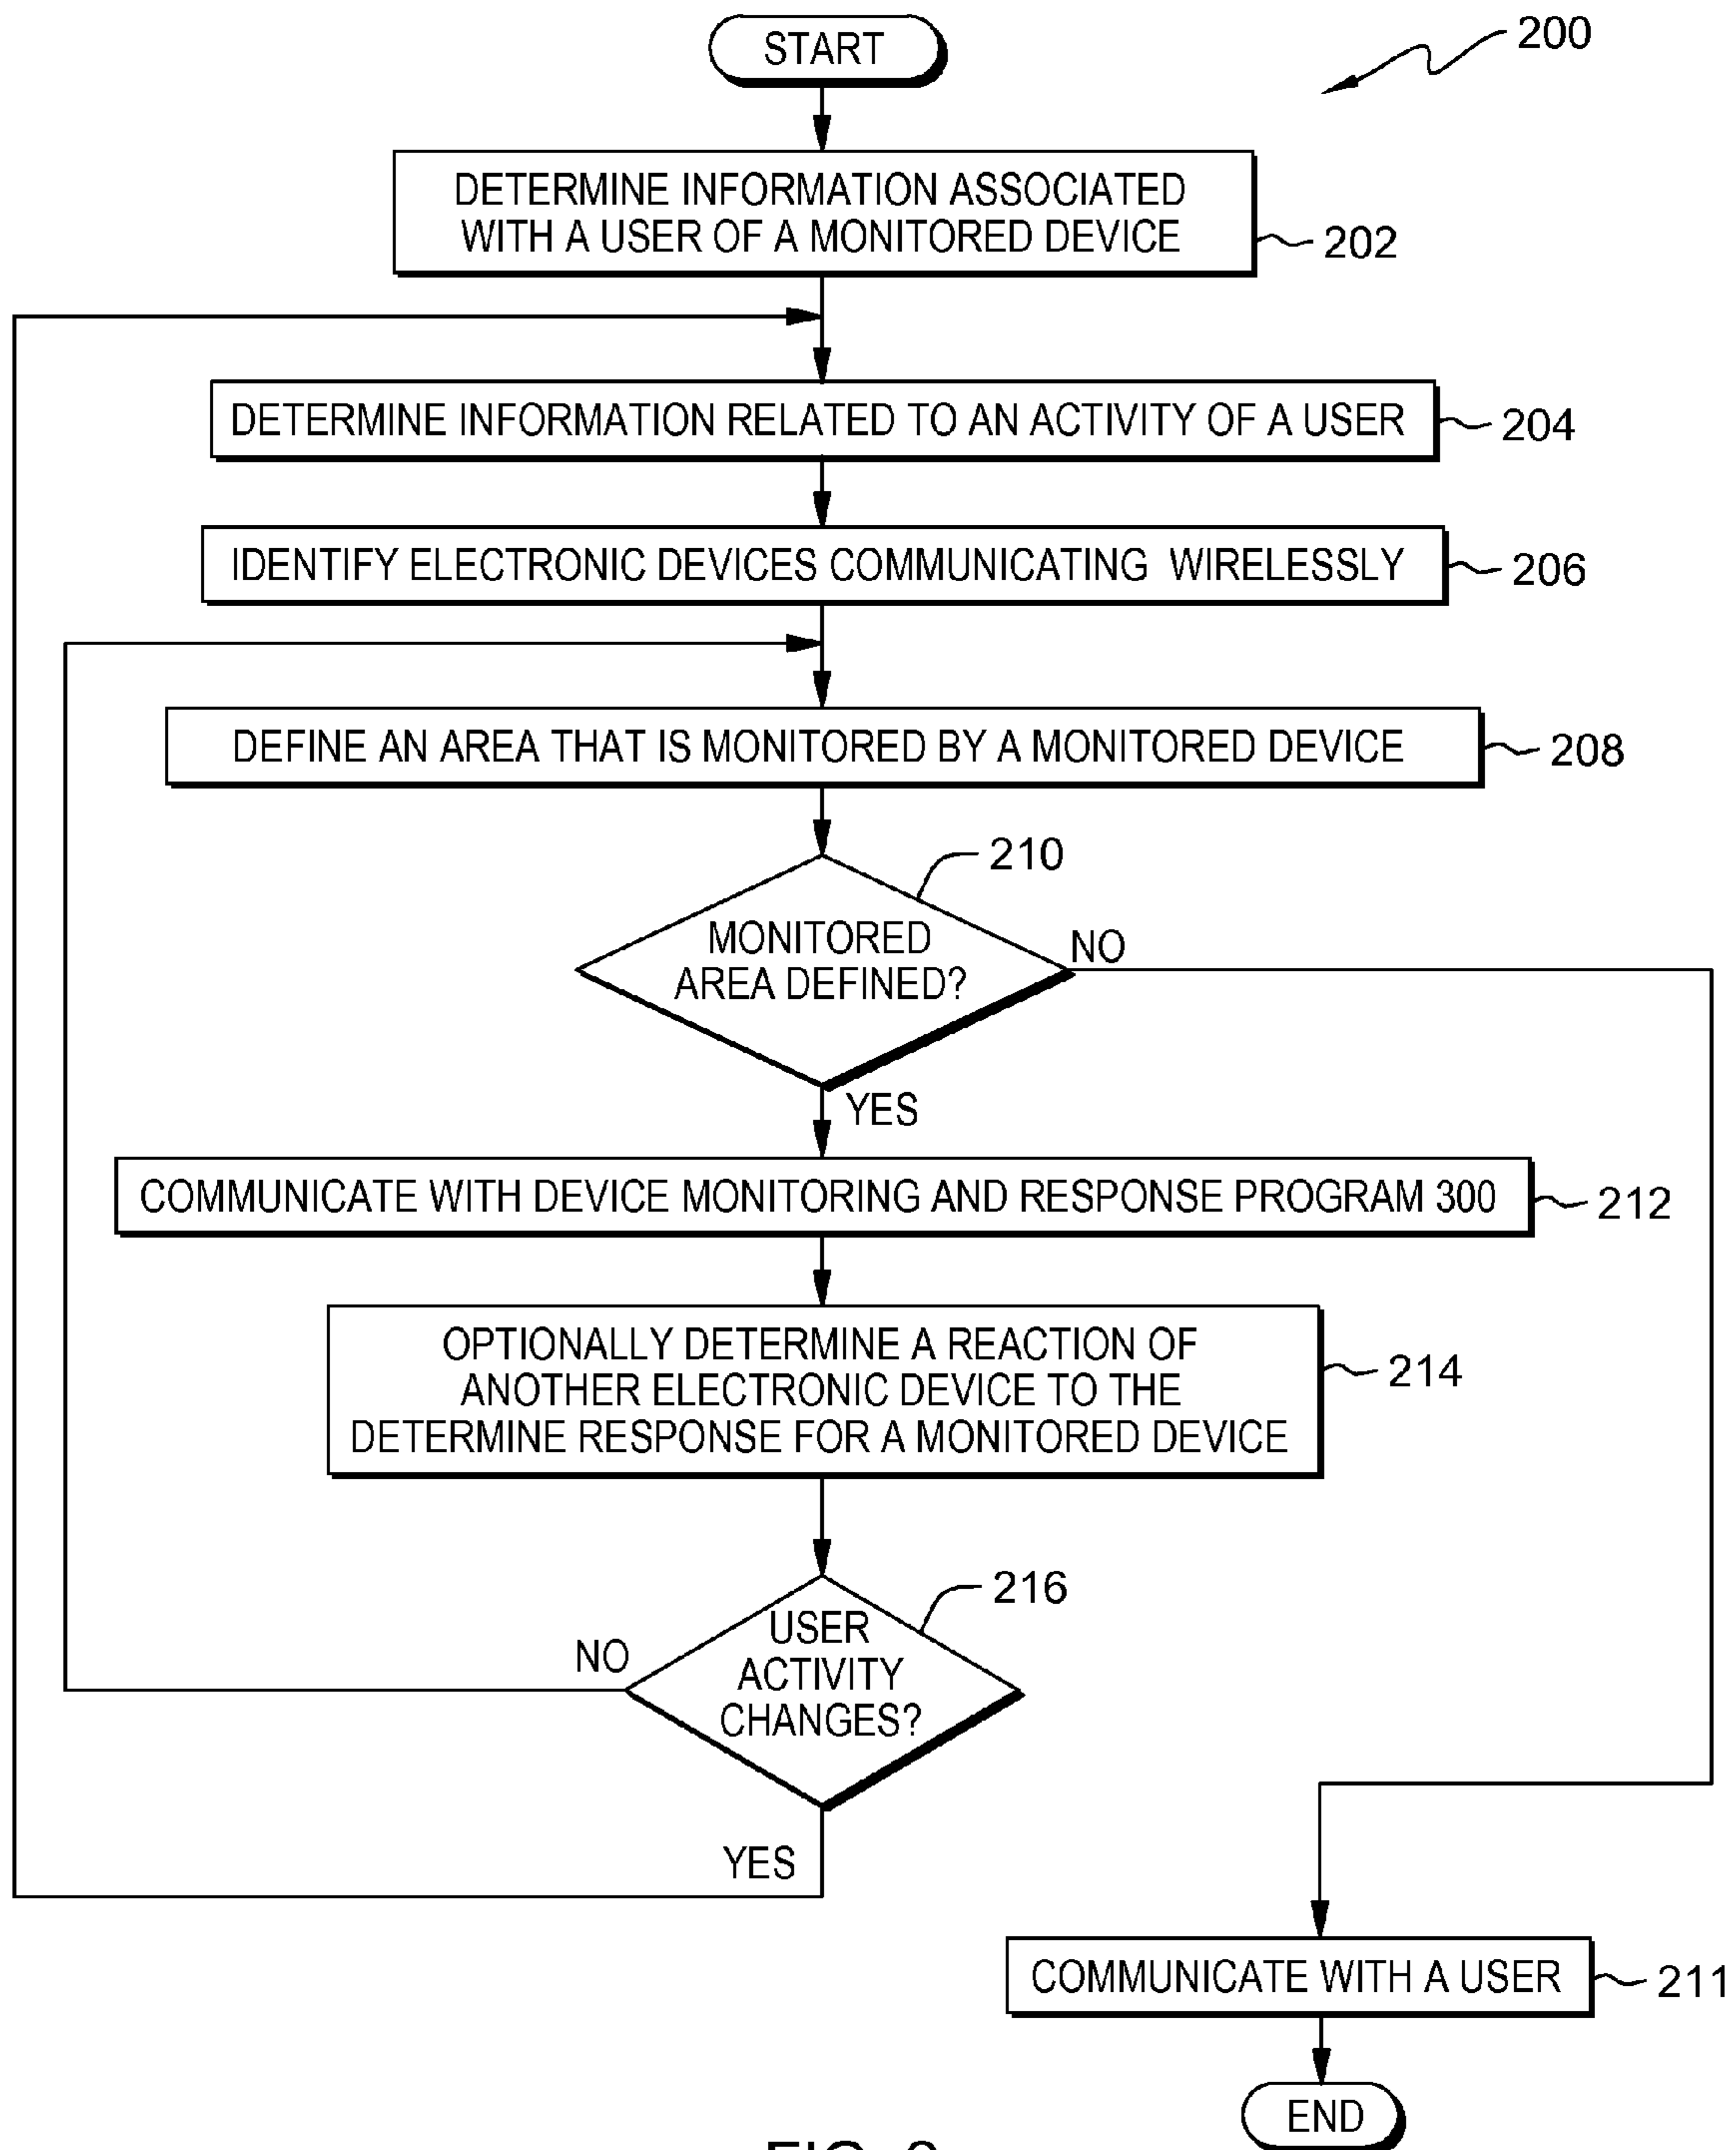 START
200
DETERMINE INFORMATION ASSOCIATED
WITH A USER OF A MONITORED DEVICE
202
DETERMINE INFORMATION RELATED TO AN ACTIVITY OF A USER
204
IDENTIFY ELECTRONIC DEVICES COMMUNICATING WIRELESSLY
206
DEFINE AN AREA THAT IS MONITORED BY A MONITORED DEVICE
208
210
MONITORED
AREA DEFINED?
NO
YES
COMMUNICATE WITH DEVICE MONITORING AND RESPONSE PROGRAM 300
212
OPTIONALLY DETERMINE A REACTION OF
ANOTHER ELECTRONIC DEVICE TO THE
DETERMINE RESPONSE FOR A MONITORED DEVICE
214
216
USER
ACTIVITY
CHANGES?
NO
YES
COMMUNICATE WITH A USER
211
END
FIG.